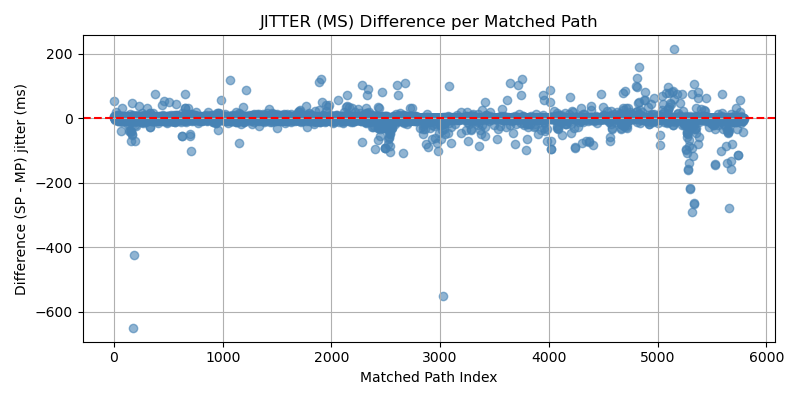 JITTER (MS) Difference per Matched Path
Difference (SP - MP) jitter (ms)
200
0
−200
−400
−600
0 1000 2000 3000 4000 5000 6000
Matched Path Index